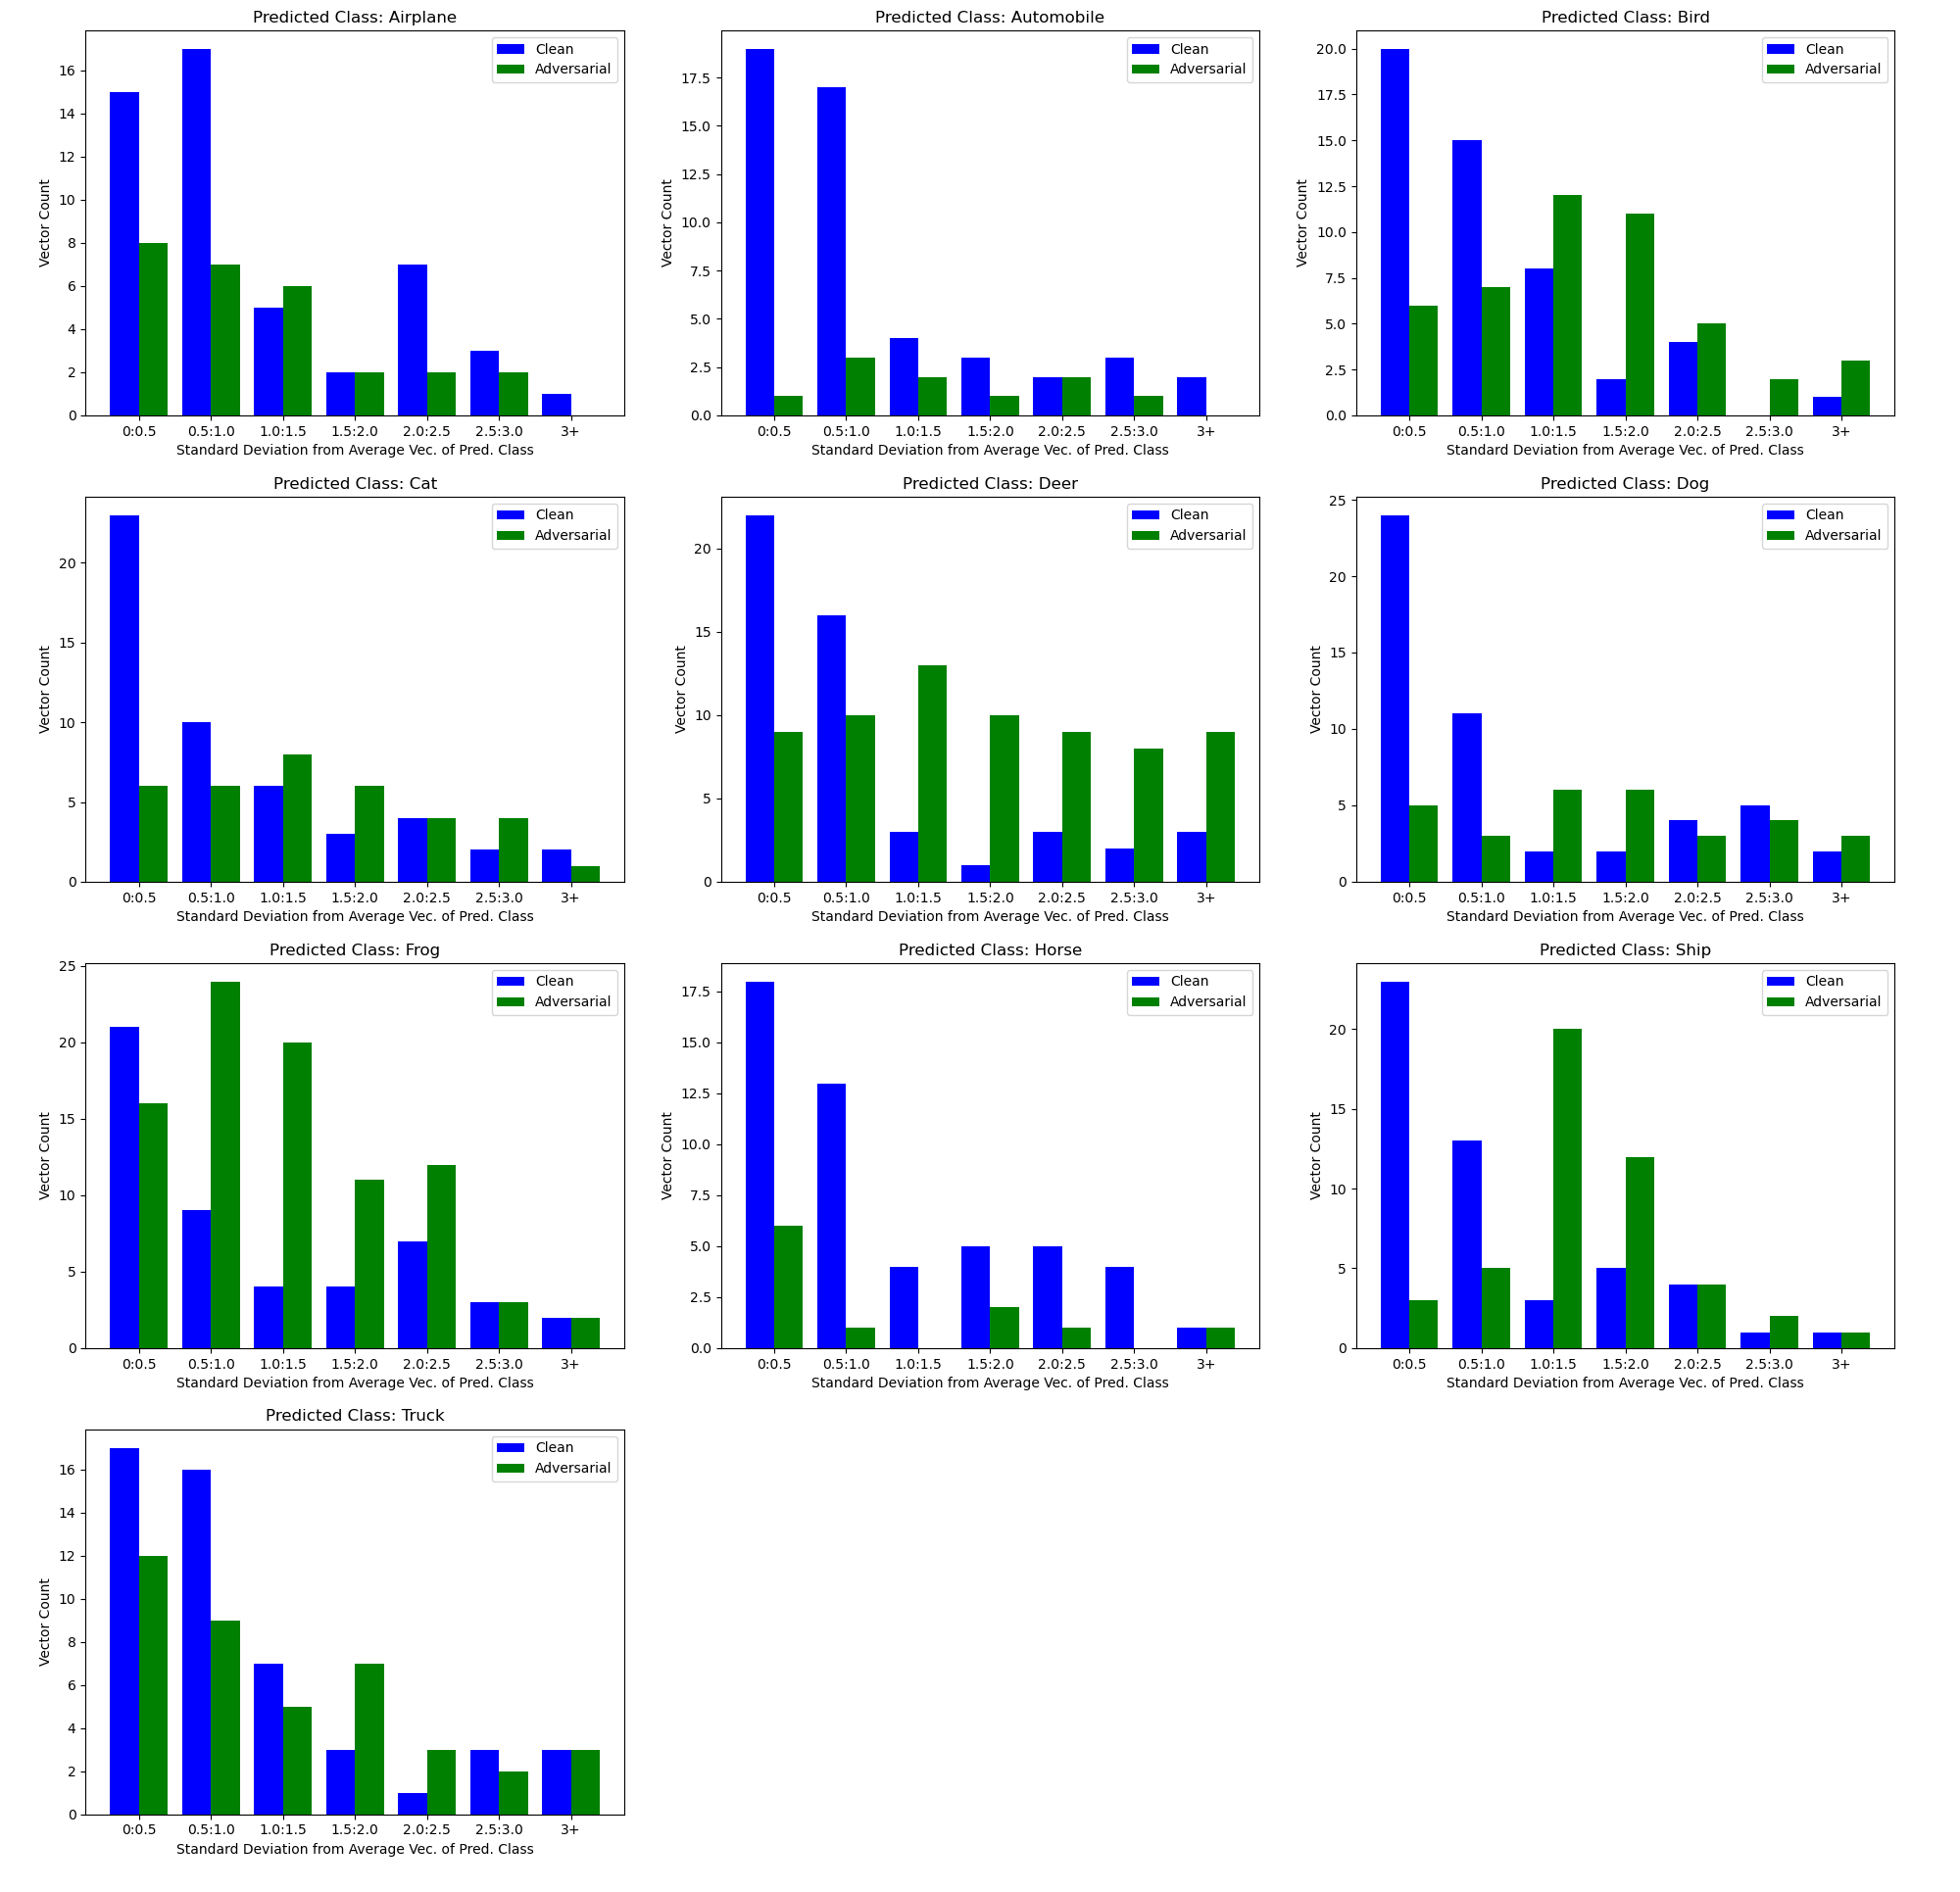 Predicted Class: Airplane
Clean
Adversarial
Vector Count
16
14
12
10
8
6
4
2
0
0:0.5 0.5:1.0 1.0:1.5 1.5:2.0 2.0:2.5 2.5:3.0 3+
Standard Deviation from Average Vec. of Pred. Class
Predicted Class: Automobile
Clean
Adversarial
Vector Count
17.5
15.0
12.5
10.0
7.5
5.0
2.5
0.0
0:0.5 0.5:1.0 1.0:1.5 1.5:2.0 2.0:2.5 2.5:3.0 3+
Standard Deviation from Average Vec. of Pred. Class
Predicted Class: Bird
Clean
Adversarial
Vector Count
20.0
17.5
15.0
12.5
10.0
7.5
5.0
2.5
0.0
0:0.5 0.5:1.0 1.0:1.5 1.5:2.0 2.0:2.5 2.5:3.0 3+
Standard Deviation from Average Vec. of Pred. Class
Predicted Class: Cat
Clean
Adversarial
Vector Count
20
15
10
5
0
0:0.5 0.5:1.0 1.0:1.5 1.5:2.0 2.0:2.5 2.5:3.0 3+
Standard Deviation from Average Vec. of Pred. Class
Predicted Class: Deer
Clean
Adversarial
Vector Count
20
15
10
5
0
0:0.5 0.5:1.0 1.0:1.5 1.5:2.0 2.0:2.5 2.5:3.0 3+
Standard Deviation from Average Vec. of Pred. Class
Predicted Class: Dog
Clean
Adversarial
Vector Count
25
20
15
10
5
0
0:0.5 0.5:1.0 1.0:1.5 1.5:2.0 2.0:2.5 2.5:3.0 3+
Standard Deviation from Average Vec. of Pred. Class
Predicted Class: Frog
Clean
Adversarial
Vector Count
25
20
15
10
5
0
0:0.5 0.5:1.0 1.0:1.5 1.5:2.0 2.0:2.5 2.5:3.0 3+
Standard Deviation from Average Vec. of Pred. Class
Predicted Class: Horse
Clean
Adversarial
Vector Count
17.5
15.0
12.5
10.0
7.5
5.0
2.5
0.0
0:0.5 0.5:1.0 1.0:1.5 1.5:2.0 2.0:2.5 2.5:3.0 3+
Standard Deviation from Average Vec. of Pred. Class
Predicted Class: Ship
Clean
Adversarial
Vector Count
20
15
10
5
0
0:0.5 0.5:1.0 1.0:1.5 1.5:2.0 2.0:2.5 2.5:3.0 3+
Standard Deviation from Average Vec. of Pred. Class
Predicted Class: Truck
Clean
Adversarial
Vector Count
16
14
12
10
8
6
4
2
0
0:0.5 0.5:1.0 1.0:1.5 1.5:2.0 2.0:2.5 2.5:3.0 3+
Standard Deviation from Average Vec. of Pred. Class